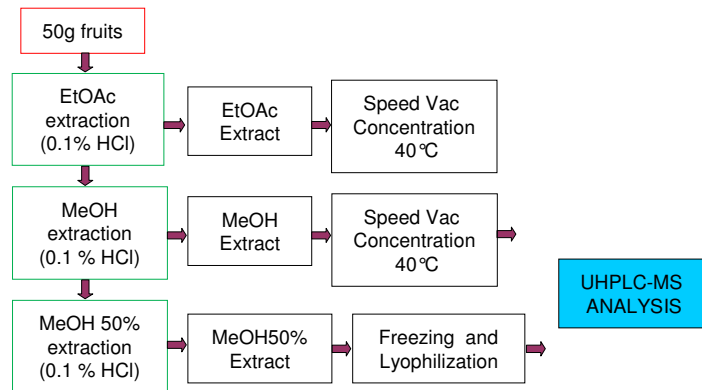 50g fruits
EtOAc
extraction
(0.1% HCl)
EtOAc
Extract
Speed Vac
Concentration
40°C
MeOH
extraction
(0.1 % HCl)
MeOH
Extract
Speed Vac
Concentration
40°C
UHPLC-MS
ANALYSIS
MeOH 50%
extraction
(0.1 % HCl)
MeOH50%
Extract
Freezing and
Lyophilization